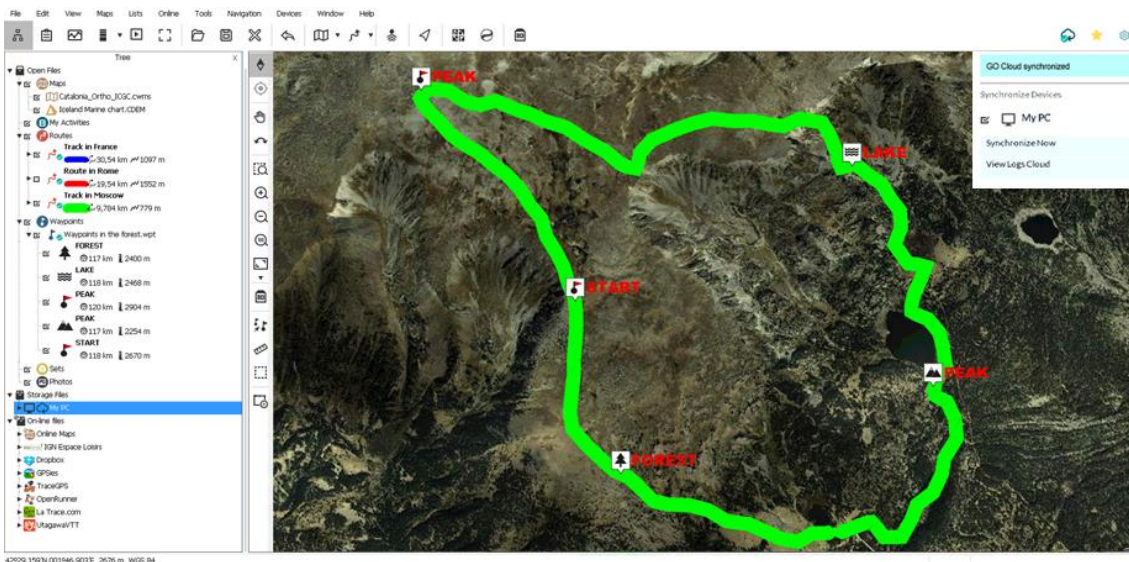 File Edit View Maps Lists Online Tools Navigation Devices Window Help
Tree x
Open Files
Maps
Catalonia_Ortho_ICGC.cwms
Iceland Marine chart.CDEM
My Activities
Routes
Track in France
30,54 km 1097 m
Route in Rome
19,54 km 1552 m
Track in Moscow
9,784 km 779 m
Waypoints
Waypoints in the forest.wpt
FOREST
117 km 2400 m
LAKE
118 km 2468 m
PEAK
120 km 2904 m
PEAK
117 km 2254 m
START
118 km 2670 m
Sets
Photos
Storage Files
My PC
On-line files
Online Maps
IGN Espace Loisirs
Dropbox
GPSies
TraceGPS
OpenRunner
La Trace.com
UtagawaVTT
PEAK
LAKE
START
PEAK
FOREST
GO Cloud synchronized
Synchronize Devices
My PC
Synchronize Now
View Logs Cloud
2676 m, WGS 84